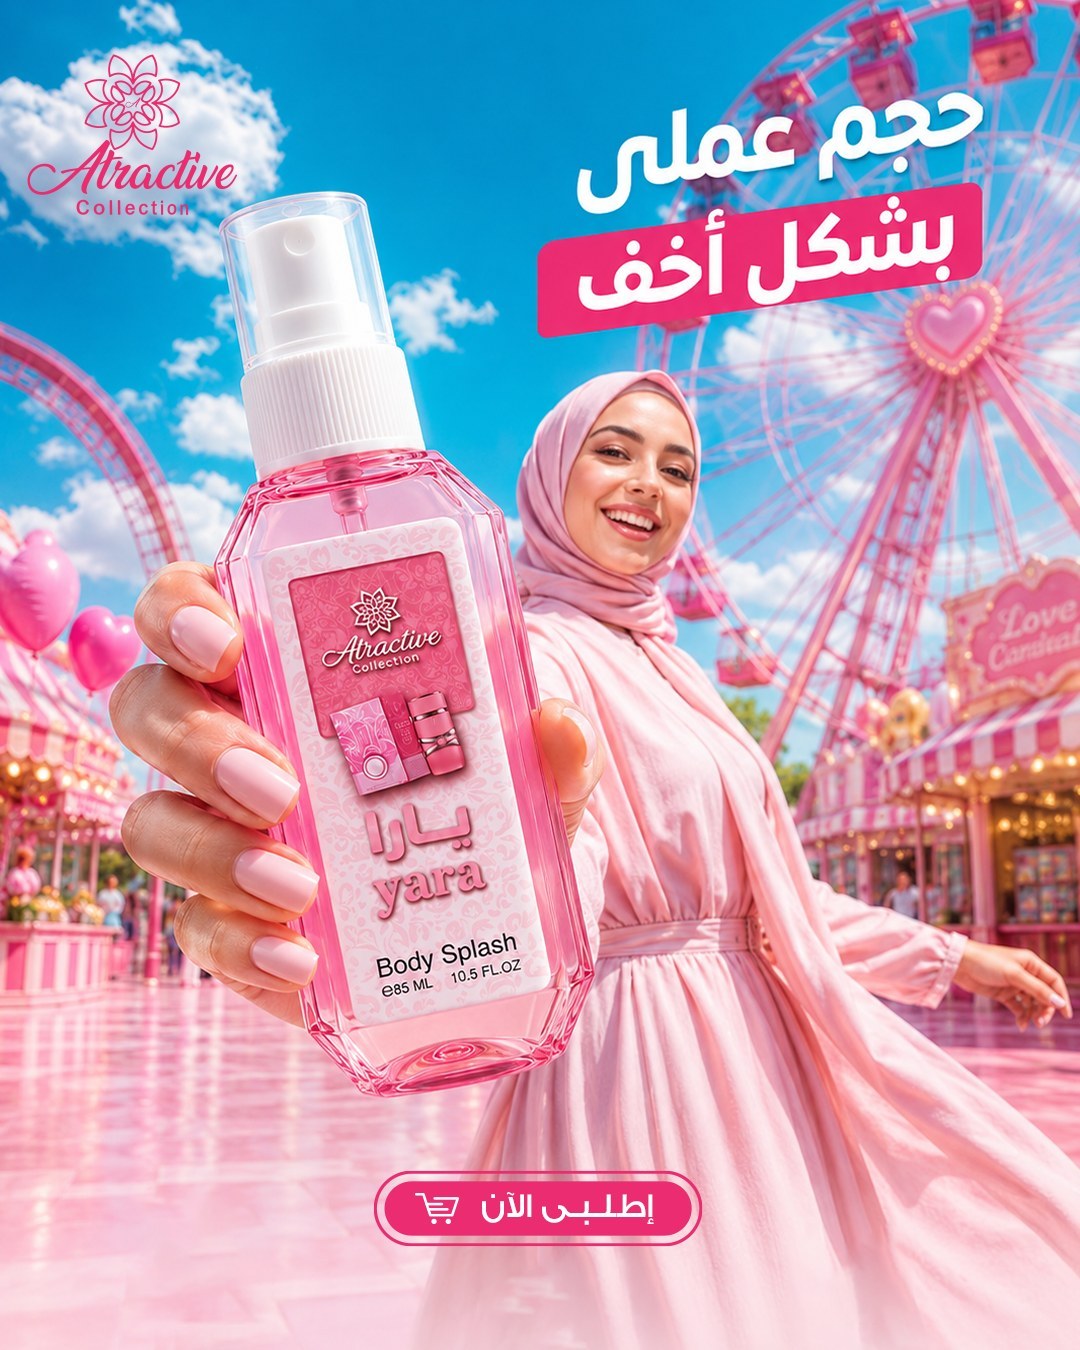 Atractive
Collection
حجم عملى
بشكل أخف
Atractive
Collection
يارا
yara
Body Splash
℮85 ML 10.5 FL.OZ
Love
إطلبى الآن